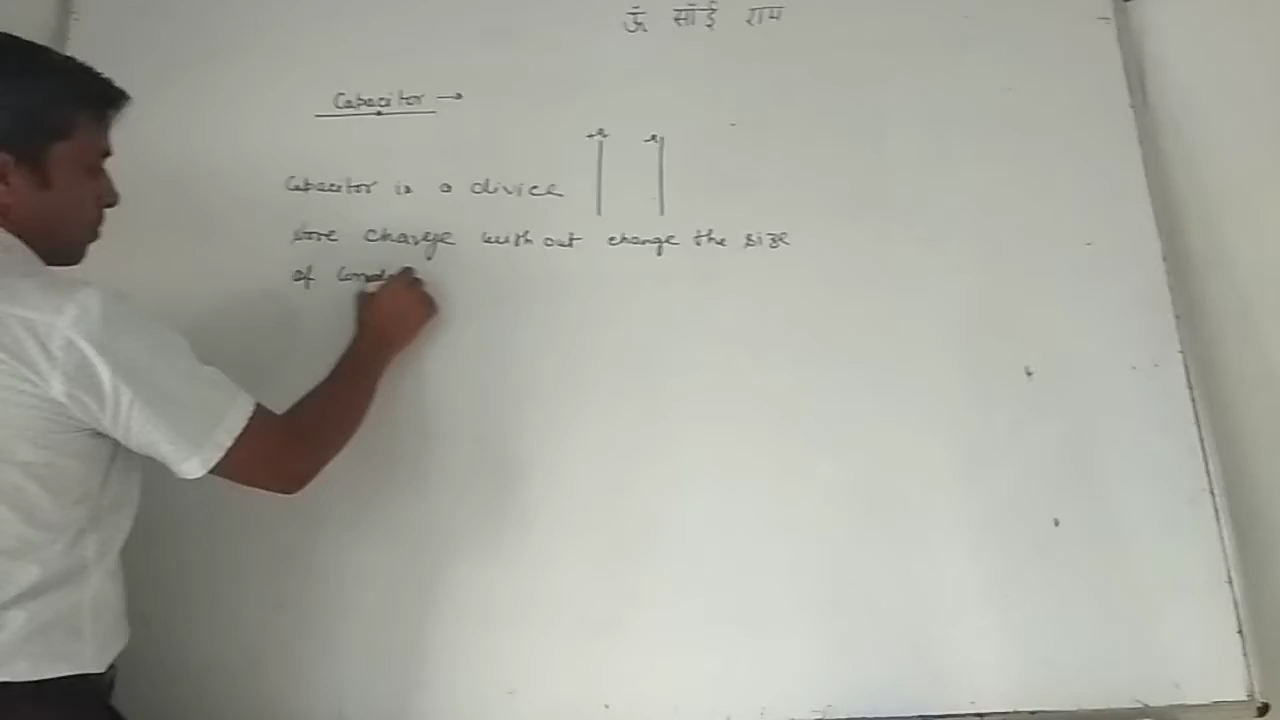 ऊँ साँई राम
Capacitor →
+q -q
Capacitor is a divice
store charge with out change the size
of